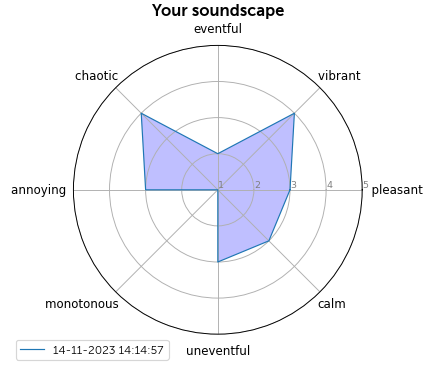 Your soundscape
eventful
chaotic
vibrant
annoying
1
2
3
4
5
pleasant
monotonous
calm
14-11-2023 14:14:57
uneventful